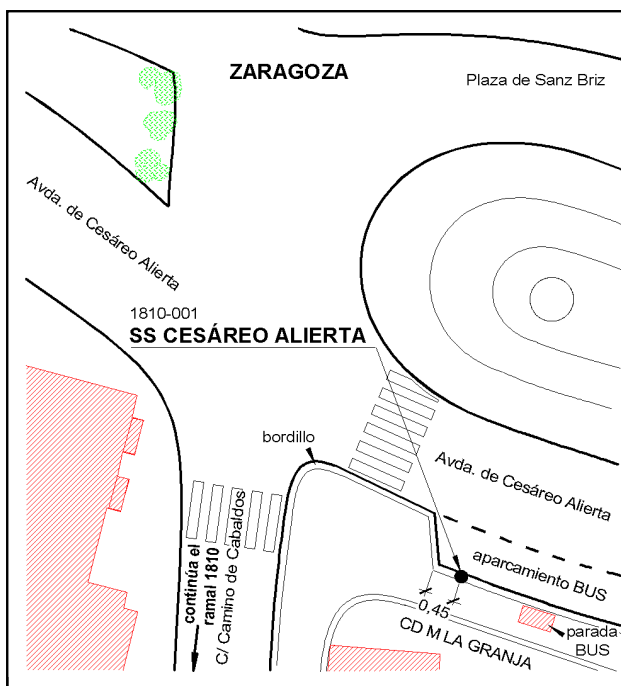 ZARAGOZA
Plaza de Sanz Briz
Avda. de Cesáreo Alierta
1810-001
SS CESÁREO ALIERTA
bordillo
Avda. de Cesáreo Alierta
continúa el
ramal 1810
C/ Camino de Cabaldos
aparcamiento BUS
0,45
CD M LA GRANJA
parada
BUS